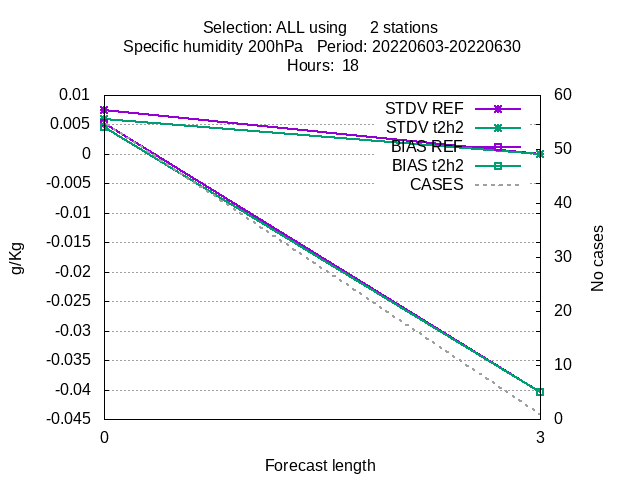 Selection: ALL using     2 stations
Specific humidity 200hPa   Period: 20220603-20220630
Hours:  18
0.01
0.005
0
-0.005
-0.01
-0.015
-0.02
-0.025
-0.03
-0.035
-0.04
-0.045
g/Kg
STDV REF
STDV t2h2
BIAS REF
BIAS t2h2
CASES
60
50
40
30
20
10
0
No cases
0
3
Forecast length